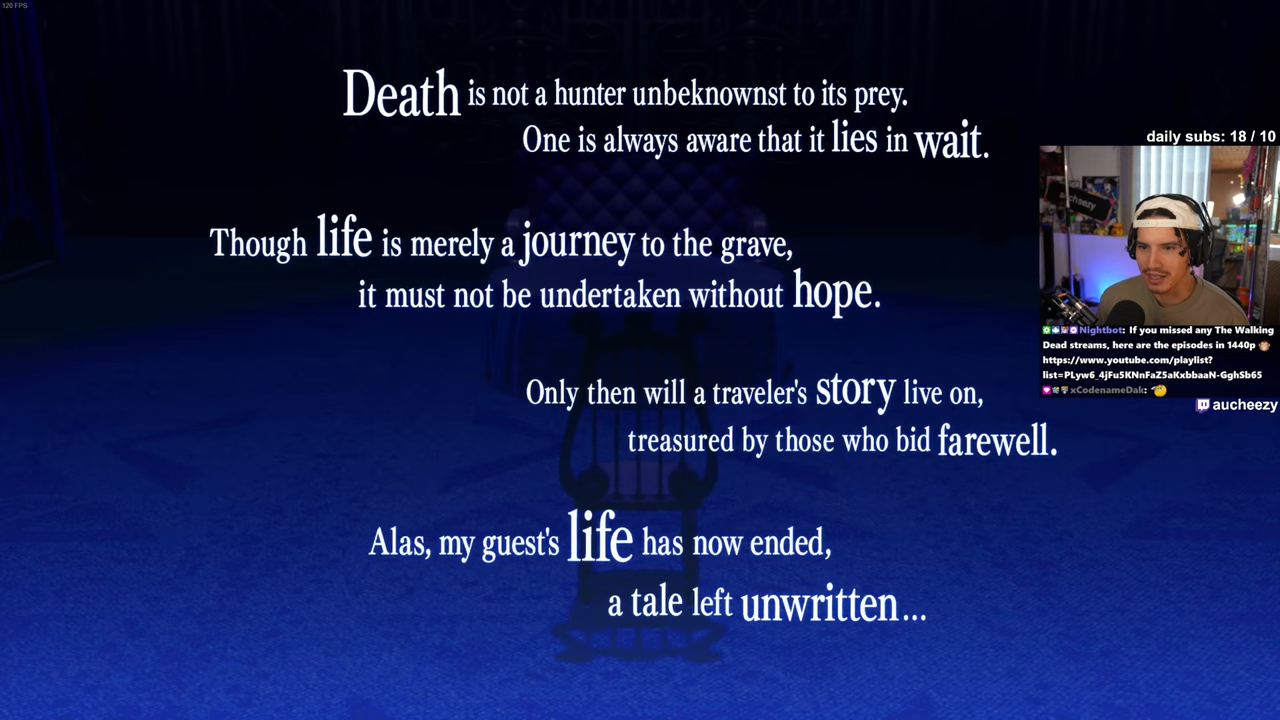 120 FPS
Death is not a hunter unbeknownst to its prey.
One is always aware that it lies in wait.
Though life is merely a journey to the grave,
it must not be undertaken without hope.
Only then will a traveler's story live on,
treasured by those who bid farewell.
Alas, my guest's life has now ended,
a tale left unwritten...
daily subs: 18 / 10
aucheezy
Nightbot: If you missed any The Walking
Dead streams, here are the episodes in 1440p
https://www.youtube.com/playlist?
list=PLyw6_4jFu5KNnFaZ5aKxbbaaN-GghSb65
xCodenameDak:
aucheezy